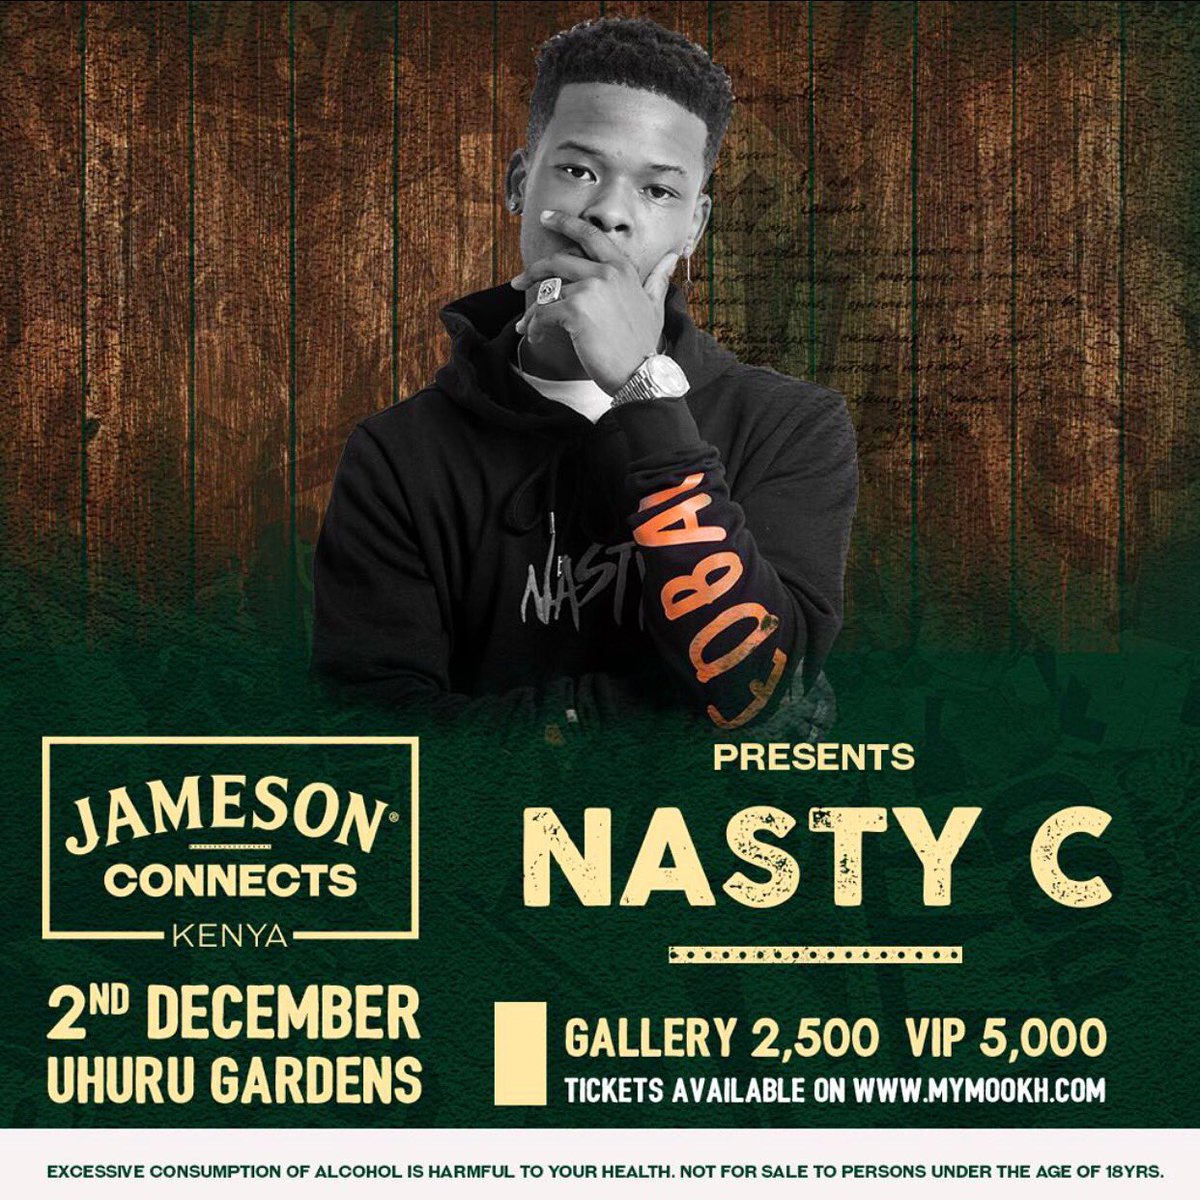 NASTY
JAMESON®
CONNECTS
KENYA
2ND DECEMBER
UHURU GARDENS
PRESENTS
NASTY C
GALLERY 2,500 VIP 5,000
TICKETS AVAILABLE ON WWW.MYMOOKH.COM
EXCESSIVE CONSUMPTION OF ALCOHOL IS HARMFUL TO YOUR HEALTH. NOT FOR SALE TO PERSONS UNDER THE AGE OF 18YRS.